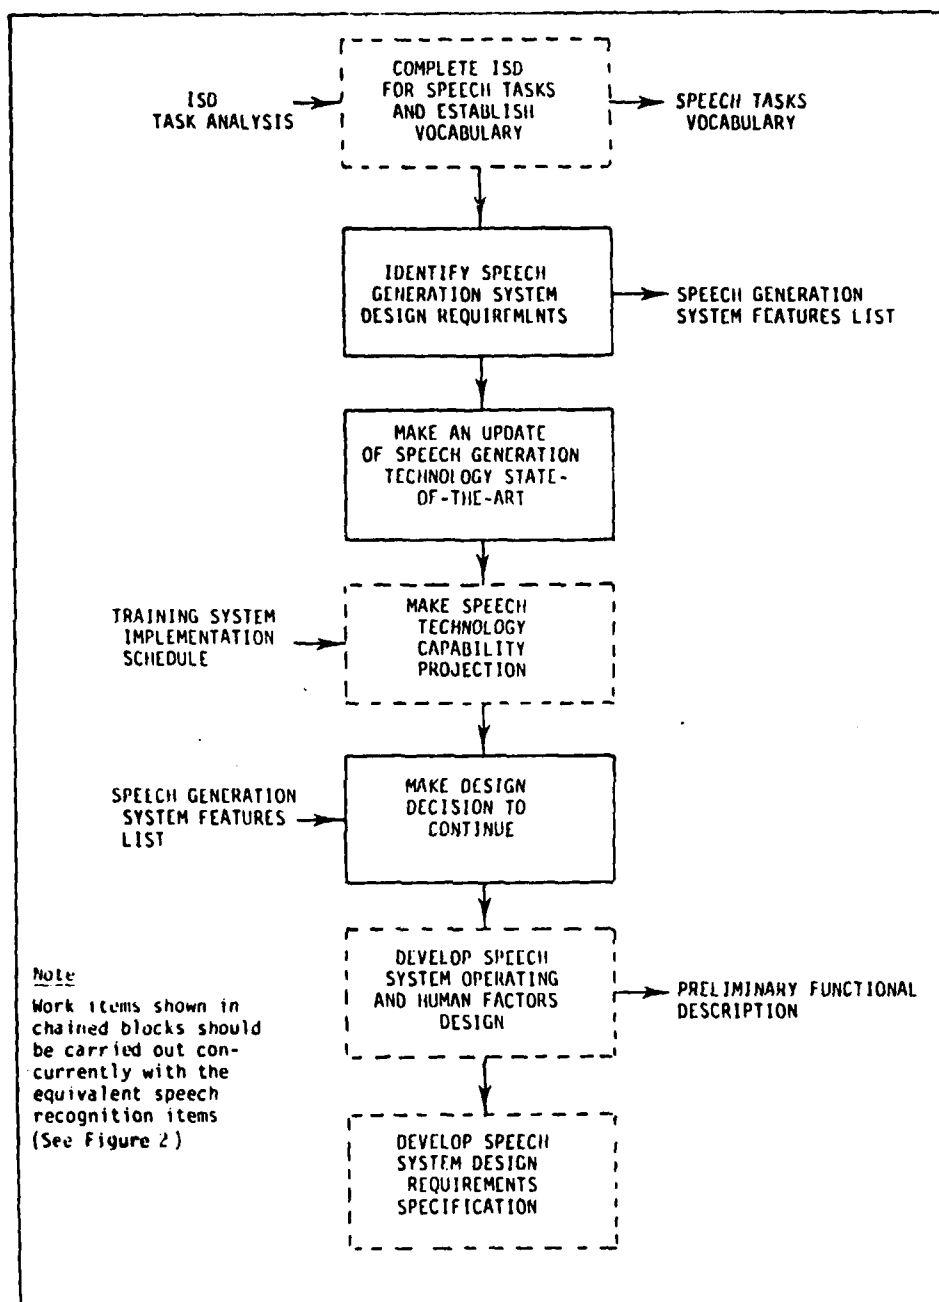 COMPLETE ISD
FOR SPEECH TASKS
AND ESTABLISH
VOCABULARY
ISD
TASK ANALYSIS
SPEECH TASKS
VOCABULARY
IDENTIFY SPEECH
GENERATION SYSTEM
DESIGN REQUIREMENTS
SPEECH GENERATION
SYSTEM FEATURES LIST
MAKE AN UPDATE
OF SPEECH GENERATION
TECHNOLOGY STATE-
OF-THE-ART
TRAINING SYSTEM
IMPLEMENTATION
SCHEDULE
MAKE SPEECH
TECHNOLOGY
CAPABILITY
PROJECTION
SPEECH GENERATION
SYSTEM FEATURES
LIST
MAKE DESIGN
DECISION TO
CONTINUE
DEVELOP SPEECH
SYSTEM OPERATING
AND HUMAN FACTORS
DESIGN
PRELIMINARY FUNCTIONAL
DESCRIPTION
Note
Work items shown in
chained blocks should
be carried out con-
currently with the
equivalent speech
recognition items
(See Figure 2)
DEVELOP SPEECH
SYSTEM DESIGN
REQUIREMENTS
SPECIFICATION